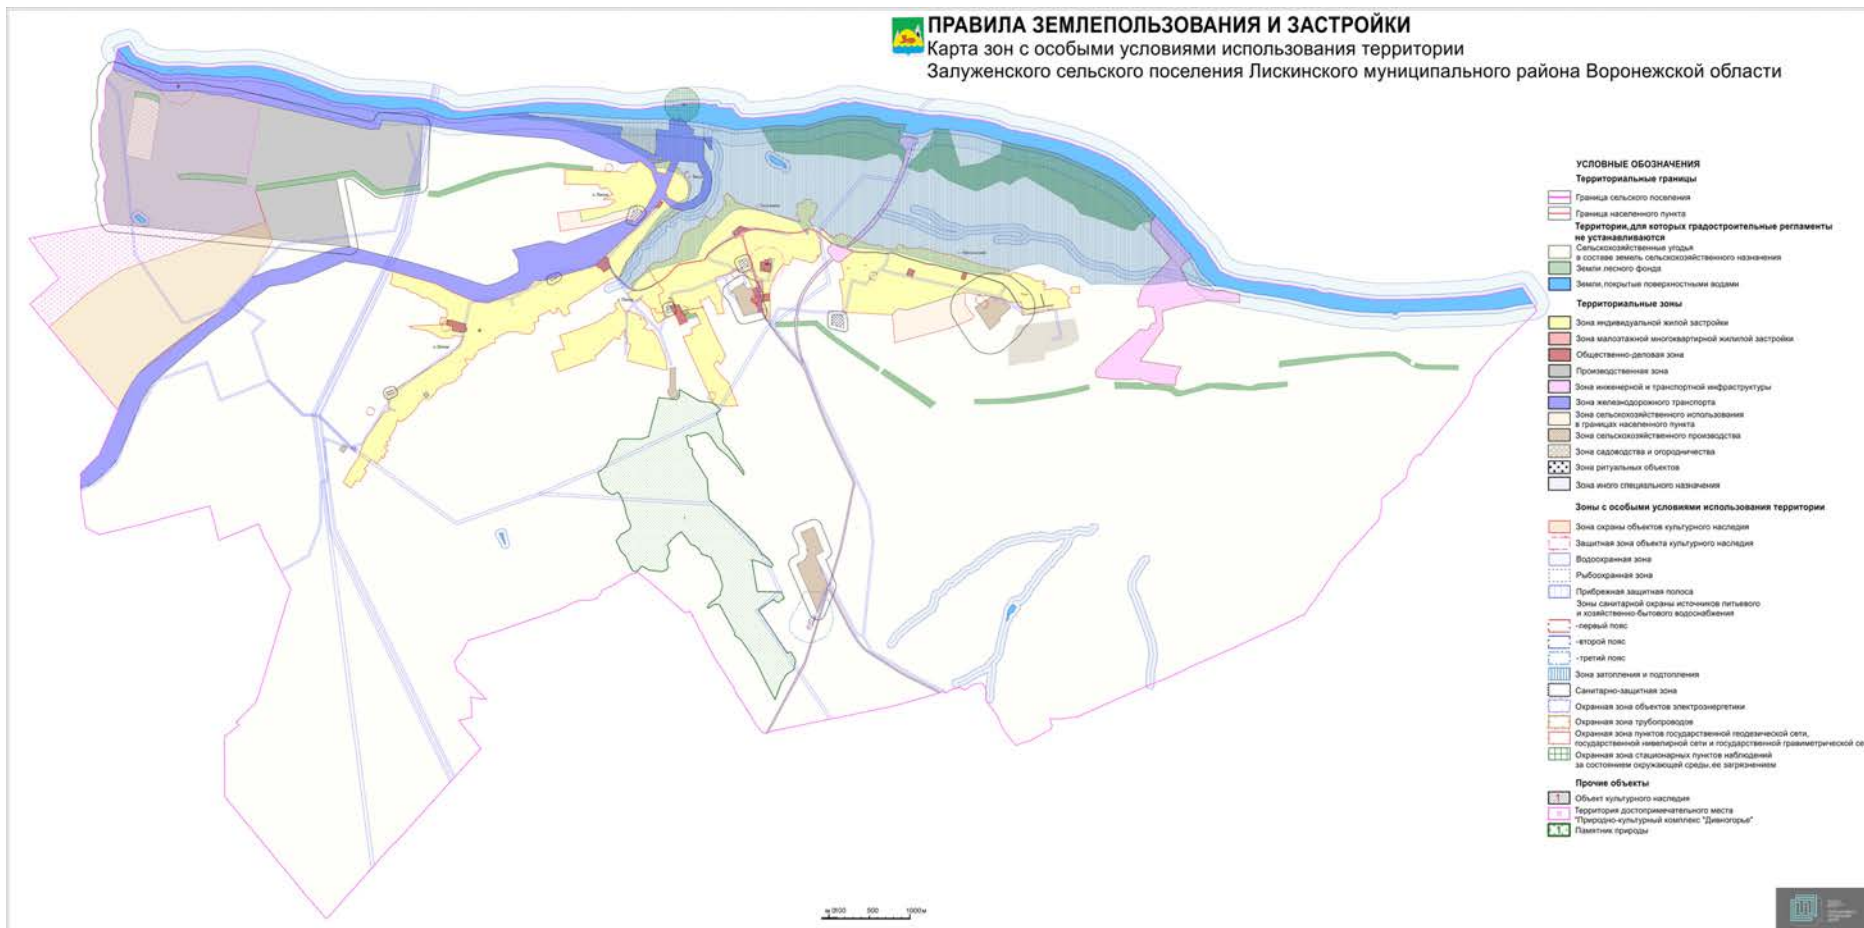 ПРАВИЛА ЗЕМЛЕПОЛЬЗОВАНИЯ И ЗАСТРОЙКИ
Карта зон с особыми условиями использования территории
Залуженского сельского поселения Лискинского муниципального района Воронежской области
УСЛОВНЫЕ ОБОЗНАЧЕНИЯ
Территориальные границы
Граница сельского поселения
Граница населенного пункта
Территории, для которых градостроительные регламенты
не устанавливаются
Сельскохозяйственные угодья
в составе земель сельскохозяйственного назначения
Земли лесного фонда
Земли, покрытые поверхностными водами
Территориальные зоны
Зона индивидуальной жилой застройки
Зона малоэтажной многоквартирной жилилой застройки
Общественно-деловая зона
Производственная зона
Зона инженерной и транспортной инфраструктуры
Зона железнодорожного транспорта
Зона сельскохозяйственного использования
в границах населенного пункта
Зона сельскохозяйственного производства
Зона садоводства и огородничества
Зона ритуальных объектов
Зона иного специального назначения
Зоны с особыми условиями использования территории
Зона охраны объектов культурного наследия
Защитная зона объекта культурного наследия
Водоохранная зона
Рыбоохранная зона
Прибрежная защитная полоса
Зоны санитарной охраны источников питьевого
и хозяйственно-бытового водоснабжения
-первый пояс
-второй пояс
-третий пояс
Зона затопления и подтопления
Санитарно-защитная зона
Охранная зона объектов электроэнергетики
Охранная зона трубопроводов
Охранная зона пунктов государственной геодезической сети,
государственной нивелирной сети и государственной гравиметрической се
Охранная зона стационарных пунктов наблюдений
за состоянием окружающей среды, ее загрязнением
Прочие объекты
Объект культурного наследия
Территория достопримечательного места
"Природно-культурный комплекс "Дивногорье"
Памятник природы
500
1000м